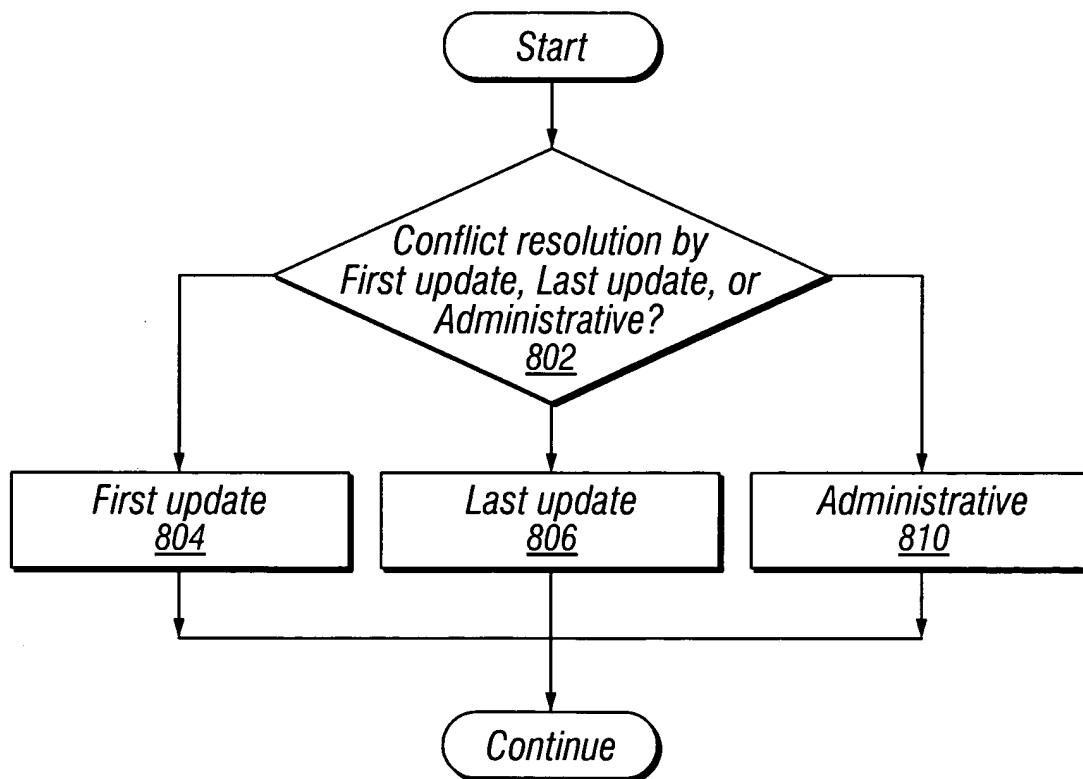 Start
Conflict resolution by
First update, Last update, or
Administrative?
802
First update
804
Last update
806
Administrative
810
Continue